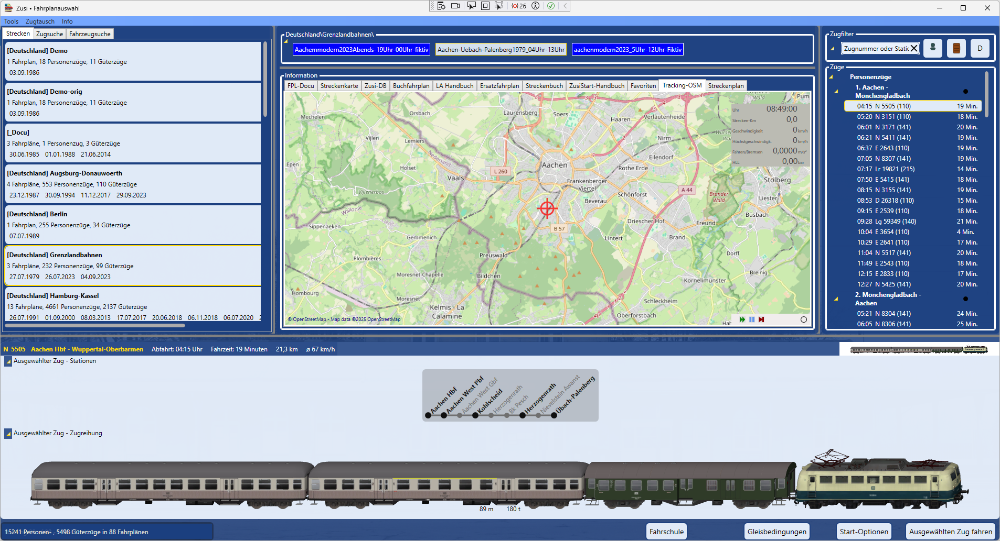 Zusi • Fahrplanauswahl
26
Tools Zugtausch Info
Strecken Zugsuche Fahrzeugsuche
[Deutschland] Demo
1 Fahrplan, 18 Personenzüge, 11 Güterzüge
03.09.1986
[Deutschland] Demo-orig
1 Fahrplan, 18 Personenzüge, 11 Güterzüge
03.09.1986
[_Docu]
3 Fahrpläne, 1 Personenzug, 3 Güterzüge
30.06.1985 01.01.1988 21.06.2014
[Deutschland] Augsburg-Donauwoerth
4 Fahrpläne, 553 Personenzüge, 110 Güterzüge
23.12.1987 30.09.1994 11.12.2017 29.09.2023
[Deutschland] Berlin
1 Fahrplan, 255 Personenzüge, 34 Güterzüge
07.07.1989
[Deutschland] Grenzlandbahnen
3 Fahrpläne, 232 Personenzüge, 99 Güterzüge
27.07.1979 26.07.2023 04.09.2023
[Deutschland] Hamburg-Kassel
13 Fahrpläne, 4661 Personenzüge, 2137 Güterzüge
26.07.1991 01.09.2000 08.03.2013 17.07.2017 20.06.2018 06.11.2018 06.07.2020
Deutschland\Grenzlandbahnen\
Aachenmodern2023Abends-19Uhr-00Uhr-fiktiv
Aachen-Uebach-Palenberg1979_04Uhr-13Uhr
aachenmodern2023_5Uhr-12Uhr-Fiktiv
Information
FPL-Docu Streckenkarte Zusi-DB Buchfahrplan LA Handbuch Ersatzfahrplan Streckenbuch ZusiStart-Handbuch Favoriten Tracking-OSM Streckenplan
Mechelen
Orsbach
Laurensberg
Soers
Haaren
Verlautenheide
Wald
Pum
Vijlen
Lemiers
Nirm
Nederland
Epen
Holset
Vaals
L 260
Aachen
Eilendorf
Rothe Erde
Frankenberger
Viertel
Stolberg
Vijlenerbos
Schönforst
A 44
Brander
Wald
Liester
Beverau
Wallonie
Liège
Büsbach
Sippenaeken
B 57
Driescher Hof
Freund
Gemmenich
Lintert
Brand
Plombières
Preuswald
Dorff
Moresnet-Chapelle
Bildchen
Breinig
Kornelimünster
Hombourg
Moresnet
Schleckheim
Kelmis - La
Calamine
Oberforstbach
40
Hah
Uhr 08:49:00
Strecken-Km 0,0
Geschwindigkeit 0 km/h
Höchstgeschwindigk. 0 km/h
Fahren/Bremsen 0,0000 m/s²
HLL 0,00 bar
© OpenStreetMap - Map data ©2025 OpenStreetMap
Zugfilter
Zugnummer oder Static
D
Züge
Personenzüge
1. Aachen -
Mönchengladbach
04:15 N 5505 (110) 19 Min.
05:20 N 3151 (110) 18 Min.
06:01 N 3171 (141) 20 Min.
06:21 N 5411 (141) 19 Min.
06:37 E 2643 (110) 19 Min.
07:05 N 8307 (141) 19 Min.
07:17 Lr 19821 (215) 14 Min.
07:50 E 5415 (141) 18 Min.
08:15 N 3155 (141) 19 Min.
08:53 D 26318 (110) 15 Min.
09:15 E 2539 (110) 18 Min.
09:28 Lg 59349 (140) 21 Min.
10:04 E 3654 (110) 4 Min.
10:29 E 2641 (110) 17 Min.
11:04 N 5517 (141) 20 Min.
11:49 E 2543 (110) 18 Min.
12:15 E 2833 (110) 17 Min.
12:27 N 5425 (141) 20 Min.
2. Mönchengladbach -
Aachen
05:21 N 8304 (141) 24 Min.
06:05 N 8306 (141) 25 Min.
N 5505 Aachen Hbf - Wuppertal-Oberbarmen Abfahrt: 04:15 Uhr Fahrzeit: 19 Minuten 21,3 km ø 67 km/h
Ausgewählter Zug - Stationen
Aachen Hbf
Aachen West Pbf
Aachen West Gbf
Kohlscheid
Herzogenrath
Bk Pesch
Herzogenrath
Nievelstein Awanst
Übach-Palenberg
Ausgewählter Zug - Zugreihung
89 m 180 t
15241 Personen- , 5498 Güterzüge in 88 Fahrplänen
Fahrschule
Gleisbedingungen
Start-Optionen
Ausgewählten Zug fahren